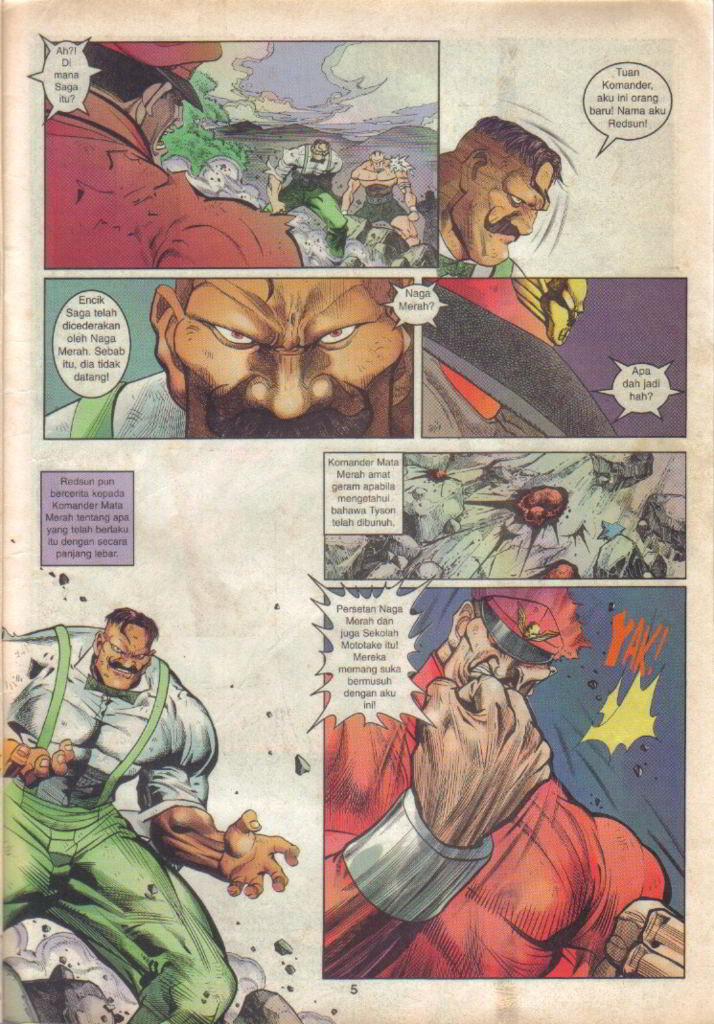 Ah?!
Di
mana
Saga
itu?
Tuan
Komander,
aku ini orang
baru! Nama aku
Redsun!
Encik
Saga telah
dicederakan
oleh Naga
Merah. Sebab
itu, dia tidak
datang!
Naga
Merah?
Apa
dah jadi
hah?
Redsun pun
bercerita kepada
Komander Mata
Merah tentang apa
yang telah berlaku
itu dengan secara
panjang lebar.
Komander Mata
Merah amat
geram apabila
mengetahui
bahawa Tyson
telah dibunuh.
Persetan Naga
Merah dan
juga Sekolah
Mototake itu!
Mereka
memang suka
bermusuh
dengan aku
ini!
YAK!
5